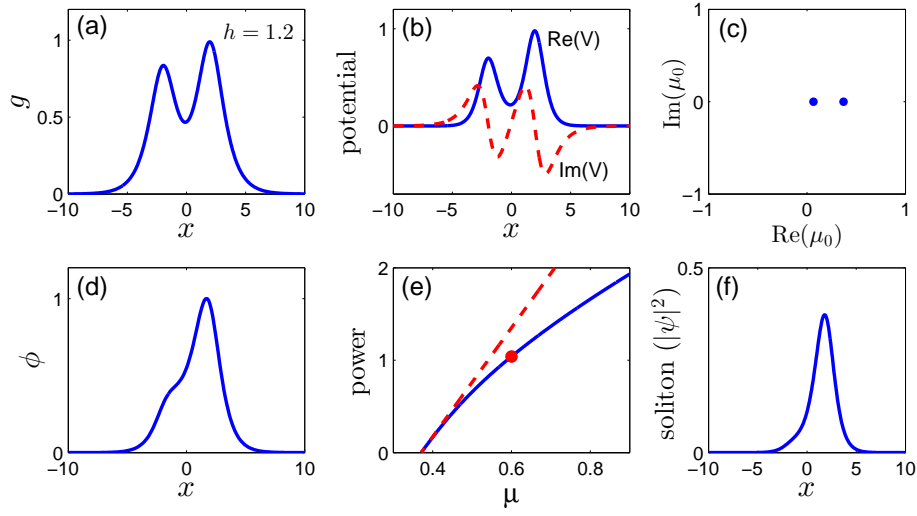 (a)
h = 1.2
g
1
0.5
0
−10 −5 0 5 10
x
(b)
Re(V)
Im(V)
potential
1
0
−10 −5 0 5 10
x
(c)
Im(μ₀)
1
0
−1
−1 0 1
Re(μ₀)
(d)
ϕ
1
0
−10 −5 0 5 10
x
(e)
power
2
1
0
0.4 0.6 0.8
μ
(f)
soliton (|ψ|²)
0.5
0
−10 −5 0 5 10
x